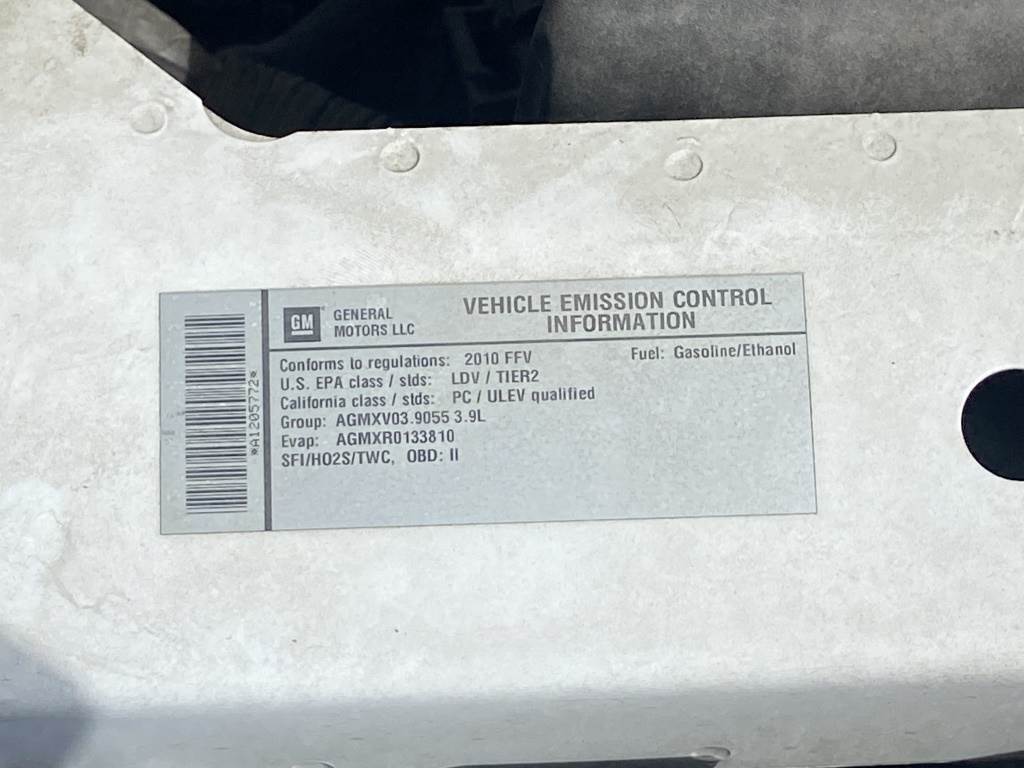 *A1205772*
GM
GENERAL
MOTORS LLC
VEHICLE EMISSION CONTROL
INFORMATION
Conforms to regulations: 2010 FFV Fuel: Gasoline/Ethanol
U.S. EPA class / stds: LDV / TIER2
California class / stds: PC / ULEV qualified
Group: AGMXV03.9055 3.9L
Evap: AGMXR0133810
SFI/HO2S/TWC, OBD: II